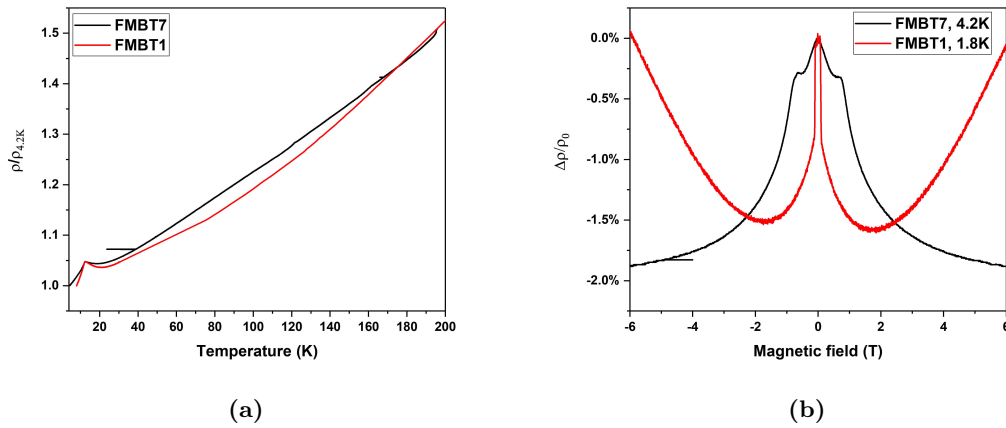 FMBT7
FMBT1
1.5
1.4
1.3
1.2
1.1
1.0
ρ/ρ4.2K
20 40 60 80 100 120 140 160 180 200
Temperature (K)
(a)
FMBT7, 4.2K
FMBT1, 1.8K
0.0%
-0.5%
-1.0%
-1.5%
-2.0%
Δρ/ρ0
-6 -4 -2 0 2 4 6
Magnetic field (T)
(b)